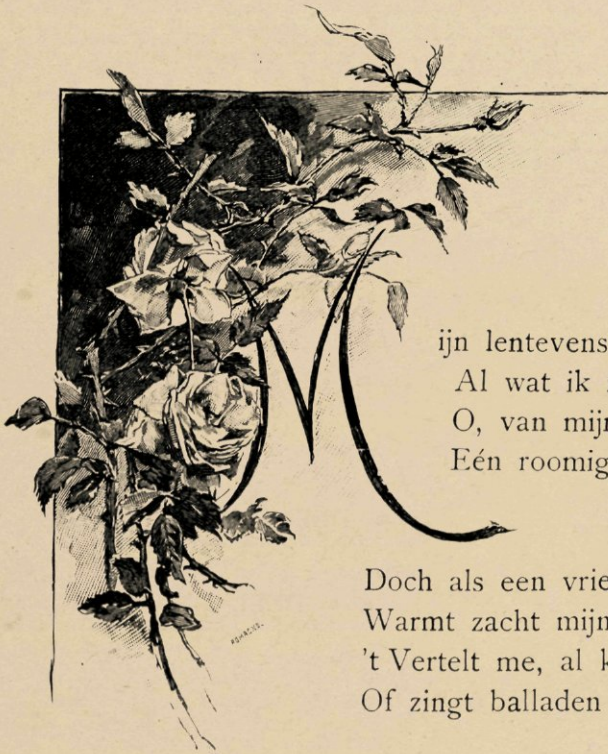 Mijn lentevens
Al wat ik
O, van mij
Eén roomig
Doch als een vrie
Warmt zacht mijn
't Vertelt me, al k
Of zingt balladen